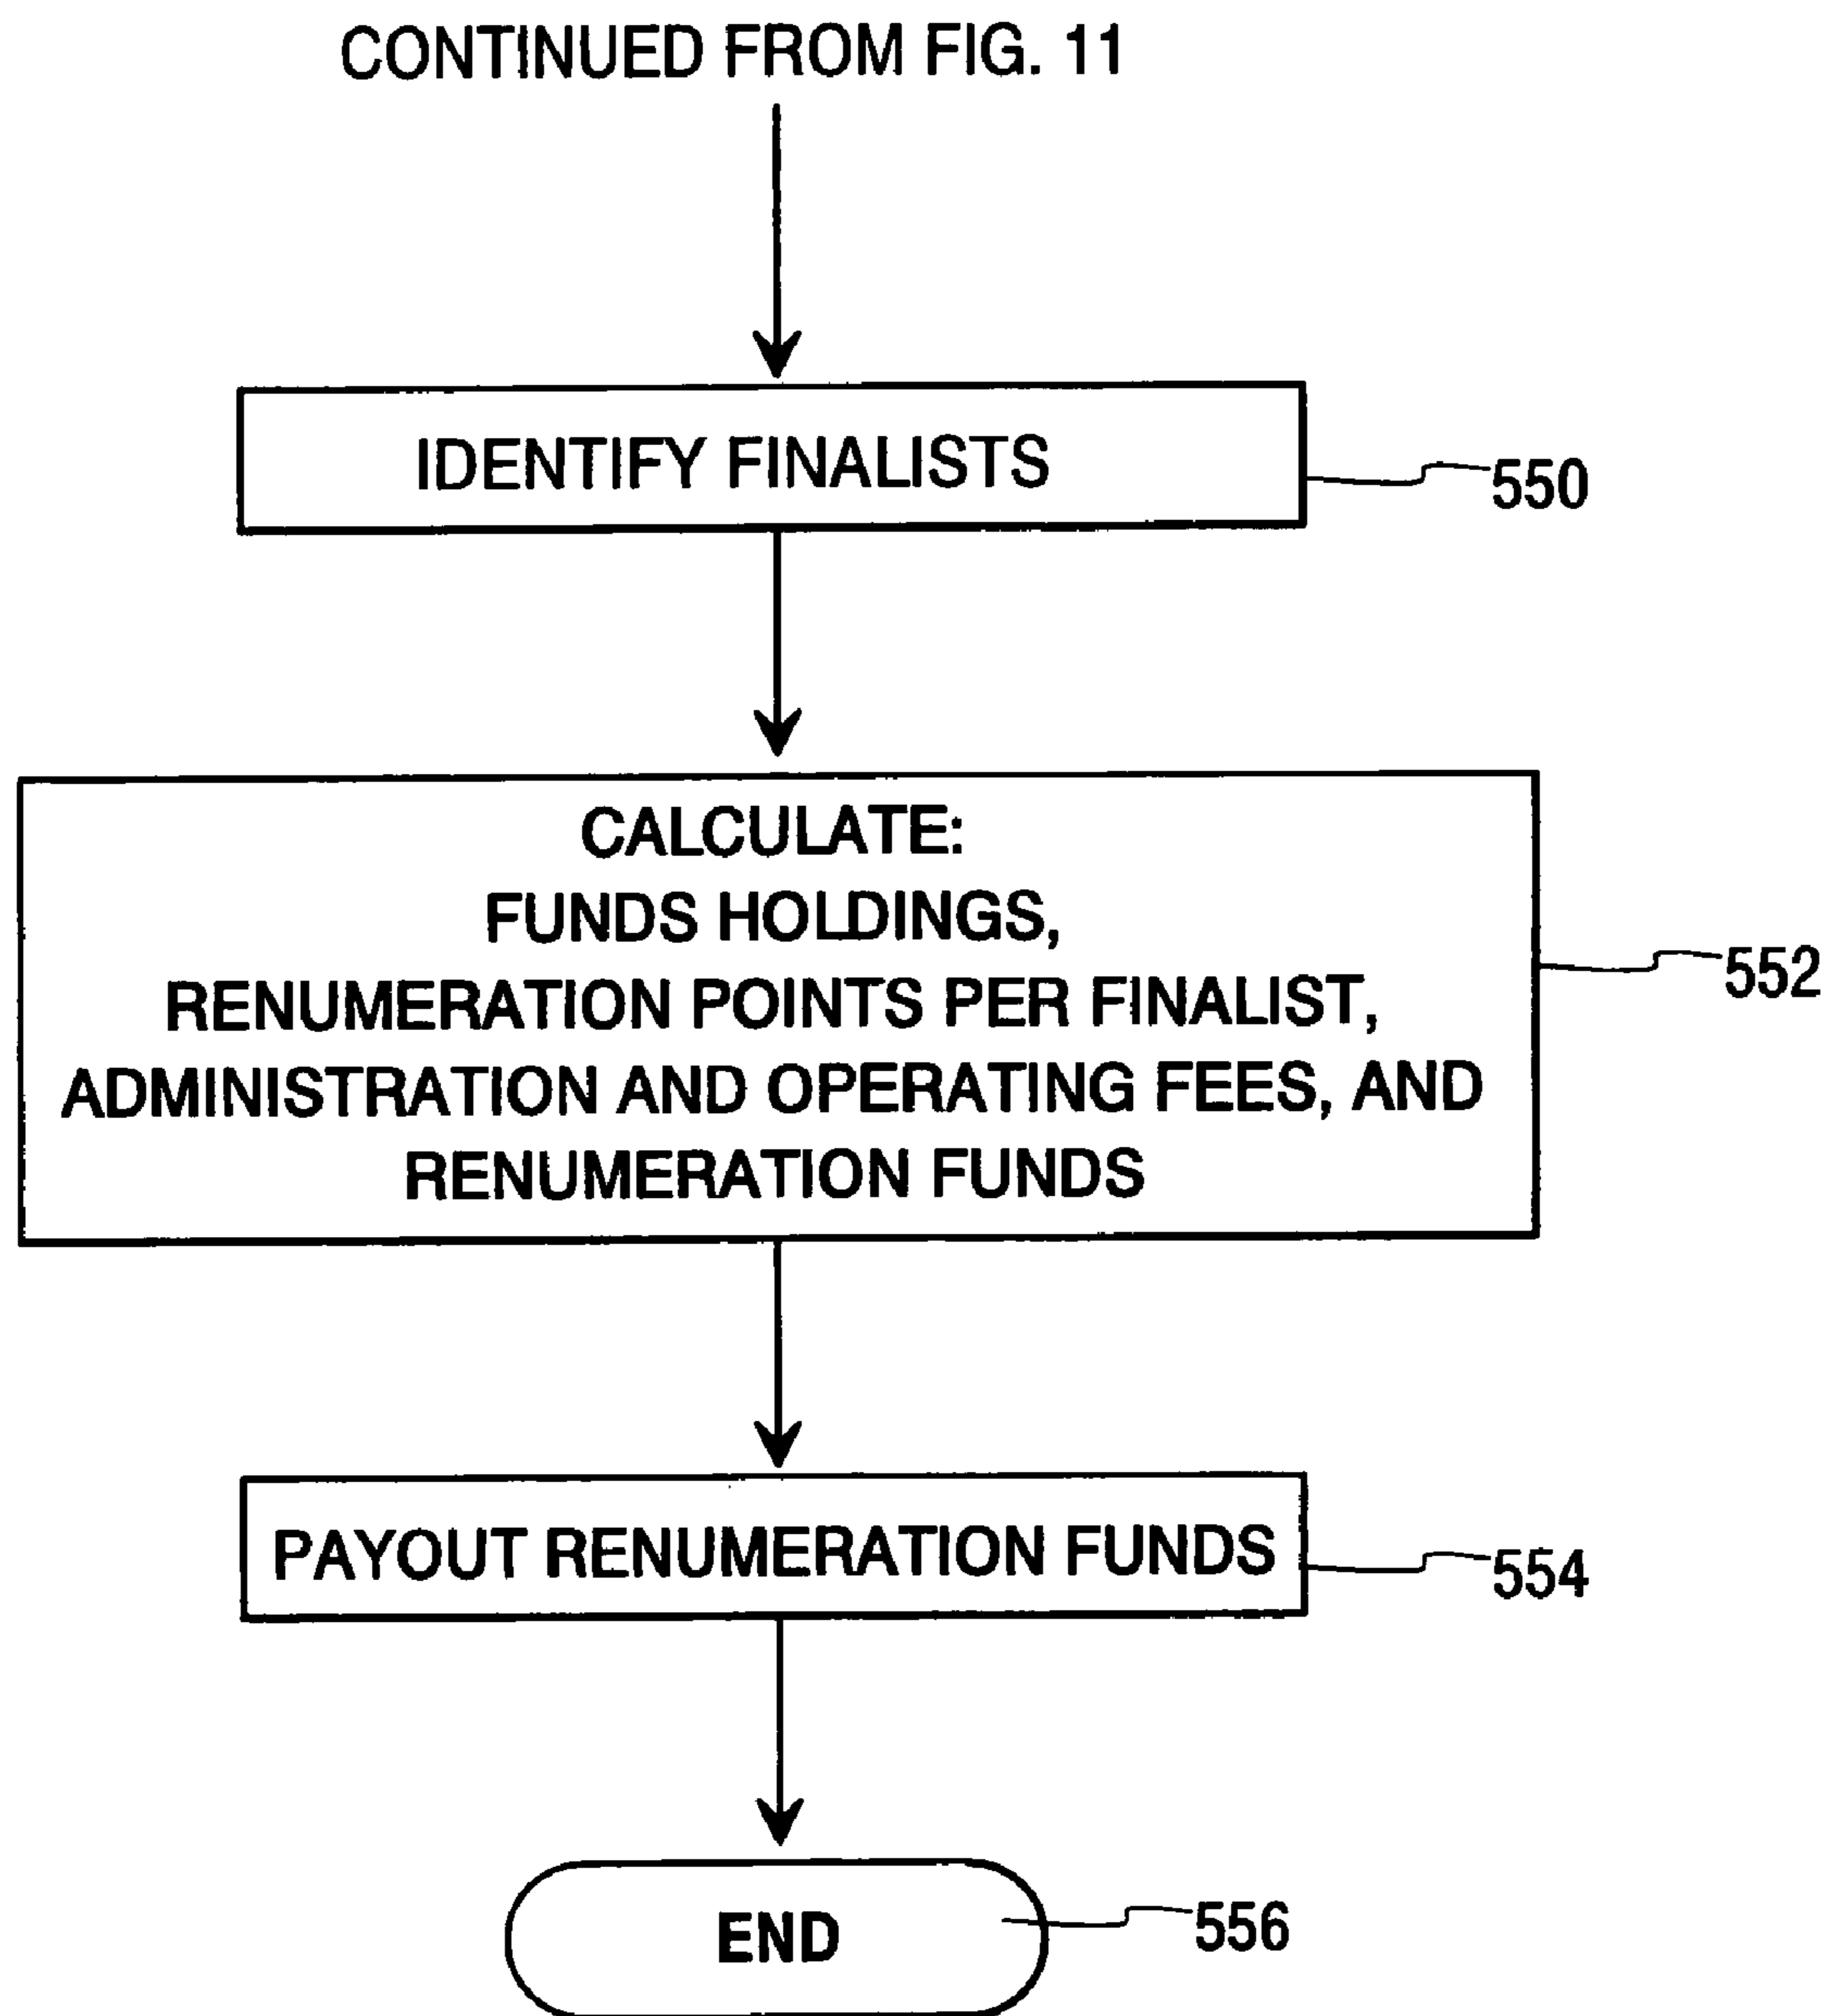 CONTINUED FROM FIG. 11
IDENTIFY FINALISTS
550
CALCULATE:
FUNDS HOLDINGS,
RENUMERATION POINTS PER FINALIST,
ADMINISTRATION AND OPERATING FEES, AND
RENUMERATION FUNDS
552
PAYOUT RENUMERATION FUNDS
554
END
556